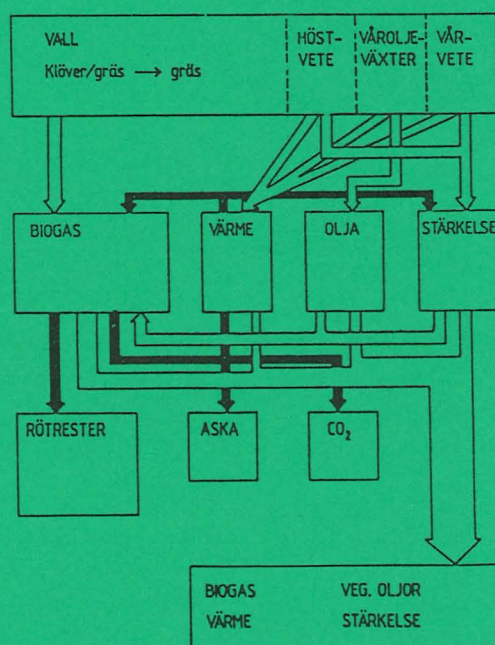 VALL
Klöver/gräs → gräs
HÖST-
VETE
VÅROLJE-
VÄXTER
VÅR-
VETE
BIOGAS
VÄRME
OLJA
STÄRKELSE
RÖTRESTER
ASKA
CO₂
BIOGAS VEG. OLJOR
VÄRME STÄRKELSE